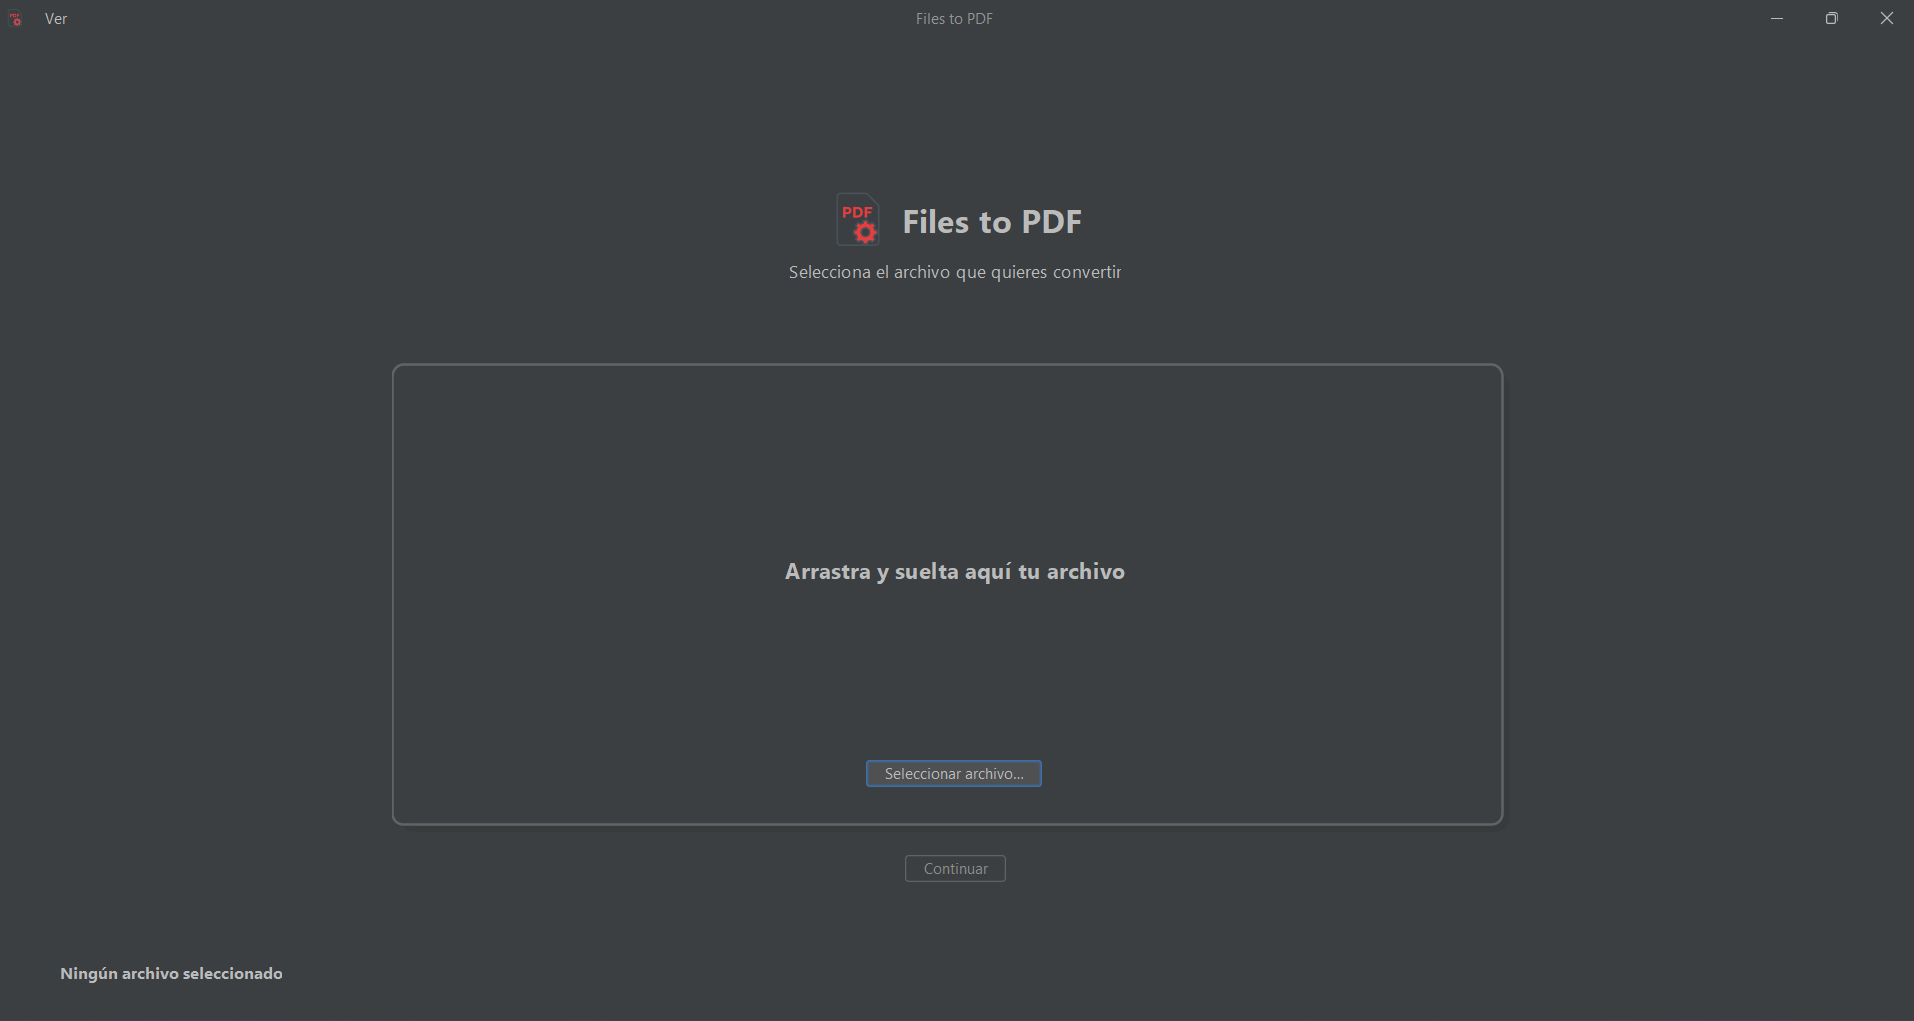 Ver
Files to PDF
PDF
Files to PDF
Selecciona el archivo que quieres convertir
Arrastra y suelta aquí tu archivo
Seleccionar archivo...
Continuar
Ningún archivo seleccionado